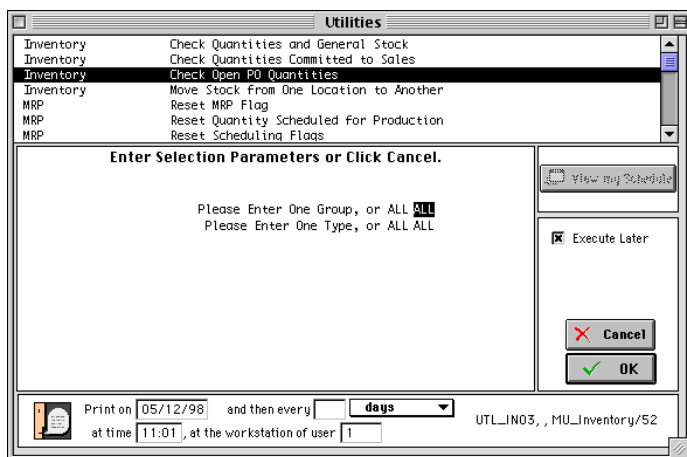 Utilities
Inventory Check Quantities and General Stock
Inventory Check Quantities Committed to Sales
Inventory Check Open PO Quantities
Inventory Move Stock from One Location to Another
MRP Reset MRP Flag
MRP Reset Quantity Scheduled for Production
MRP Reset Scheduling Flags
Enter Selection Parameters or Click Cancel.
View my Schedule
Please Enter One Group, or ALL ALL
Please Enter One Type, or ALL ALL
Execute Later
Cancel
OK
Print on 05/12/98 and then every days
at time 11:01 , at the workstation of user 1
UTL_INO3, , MU_Inventory/52